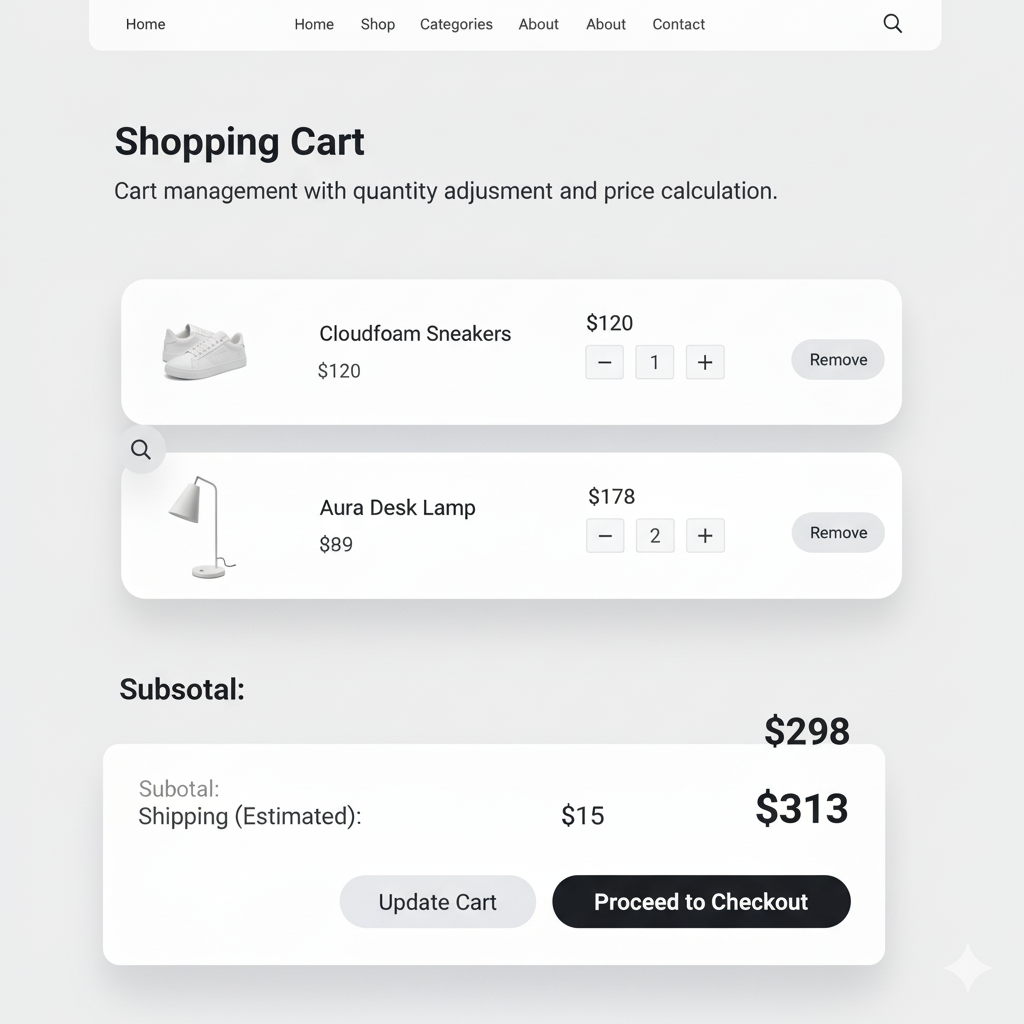 Home Home Shop Categories About About Contact
Shopping Cart
Cart management with quantity adjusment and price calculation.
Cloudfoam Sneakers
$120
$120
− 1 +
Remove
Aura Desk Lamp
$89
$178
− 2 +
Remove
Subsotal:
$298
Subotal:
Shipping (Estimated): $15 $313
Update Cart Proceed to Checkout